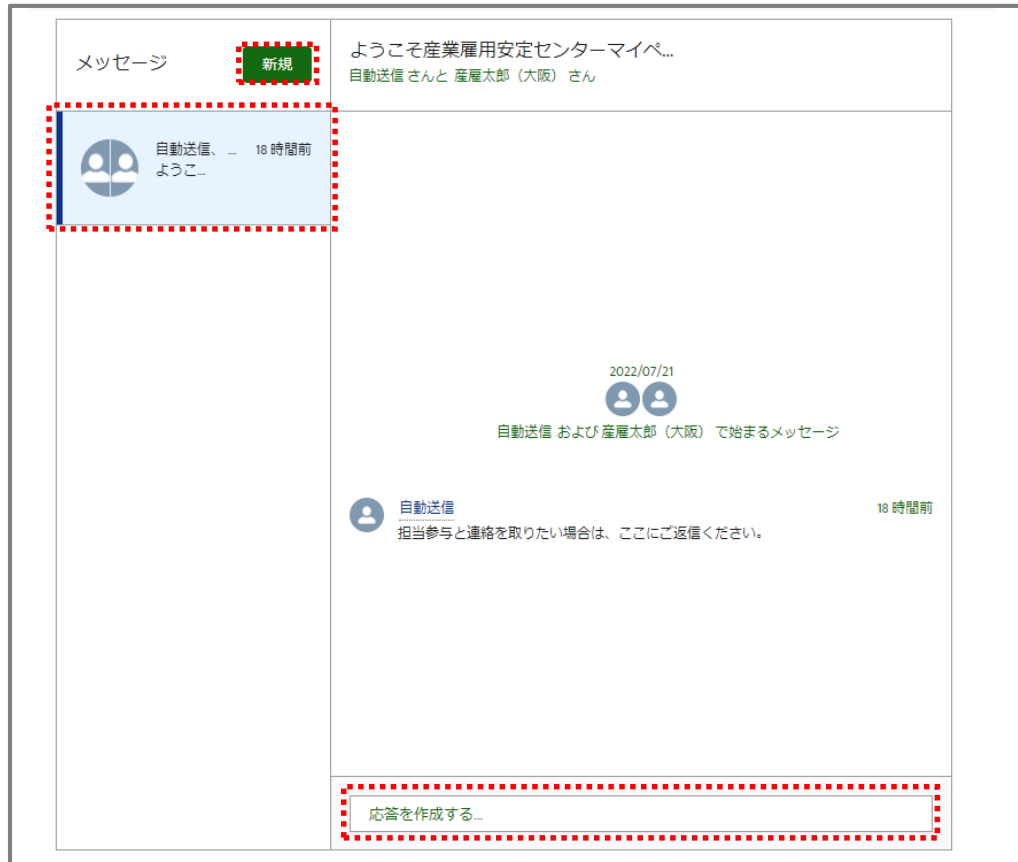 メッセージ
新規
自動送信、 ... 18 時間前
ようこ...
ようこそ産業雇用安定センターマイペ...
自動送信 さんと 産雇太郎（大阪） さん
2022/07/21
自動送信 および 産雇太郎（大阪） で始まるメッセージ
自動送信 18 時間前
担当参与と連絡を取りたい場合は、ここにご返信ください。
応答を作成する...